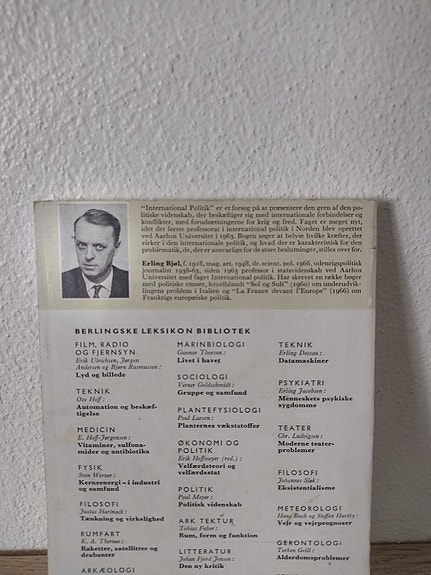 "International Politik" er et forsøg på at præsentere den gren af den po-
litiske videnskab, der beskæftiger sig med internationale forbindelser og
konflikter, med forudsætningerne for krig og fred. Faget er meget nyt,
idet det første professorat i international politik i Norden blev oprettet
ved Aarhus Universitet i 1963. Bogen søger at belyse hvilke kræfter, der
virker i den internationale politik, og hvad der er karakteristisk for den
problematik, de, der er ansvarlige for de store beslutninger, stilles over for.
Erling Bjøl, f. 1918, mag. art. 1948, dr. scient. pol. 1966, udenrigspolitisk
journalist 1938-63, siden 1963 professor i statsvidenskab ved Aarhus
Universitet med faget international politik. Har skrevet en række bøger
med politiske emner, hvoriblandt "Sol og Sult" (1960) om underudvik-
lingens problem i Italien og "La France devant l'Europe" (1966) om
Frankrigs europæiske politik.
BERLINGSKE LEKSIKON BIBLIOTEK
FILM, RADIO
OG FJERNSYN
Erik Ulrichsen, Jørgen
Andersen og Bjørn Rasmussen:
Lyd og billede
TEKNIK
Ove Hoff:
Automation og beskæf-
tigelse
MEDICIN
E. Hoff-Jørgensen:
Vitaminer, sulfona-
mider og antibiotika
FYSIK
Sven Werner:
Kerneenergi – i industri
og samfund
FILOSOFI
Justus Hartnack:
Tænkning og virkelighed
RUMFART
K. A. Thernøe:
Raketter, satellitter og
drabanter
ARKÆOLOGI
MARINBIOLOGI
Gunnar Thorson:
Livet i havet
SOCIOLOGI
Verner Goldschmidt:
Gruppe og samfund
PLANTEFYSIOLOGI
Poul Larsen:
Planternes vækststoffer
ØKONOMI OG
POLITIK
Erik Hoffmeyer (red.):
Velfærdsteori og
velfærdsstat
POLITIK
Poul Meyer:
Politisk videnskab
ARKITEKTUR
Tobias Faber:
Rum, form og funktion
LITTERATUR
Johan Fjord Jensen:
Den ny kritik
TEKNIK
Erling Dessau:
Datamaskiner
PSYKIATRI
Erling Jacobsen:
Menneskets psykiske
sygdomme
TEATER
Chr. Ludvigsen:
Moderne teater-
problemer
FILOSOFI
Johannes Sløk:
Eksistentialisme
METEOROLOGI
Hans Buch og Steffen Hartby:
Vejr og vejrprognoser
GERONTOLOGI
Torben Geill:
Alderdomsproblemer